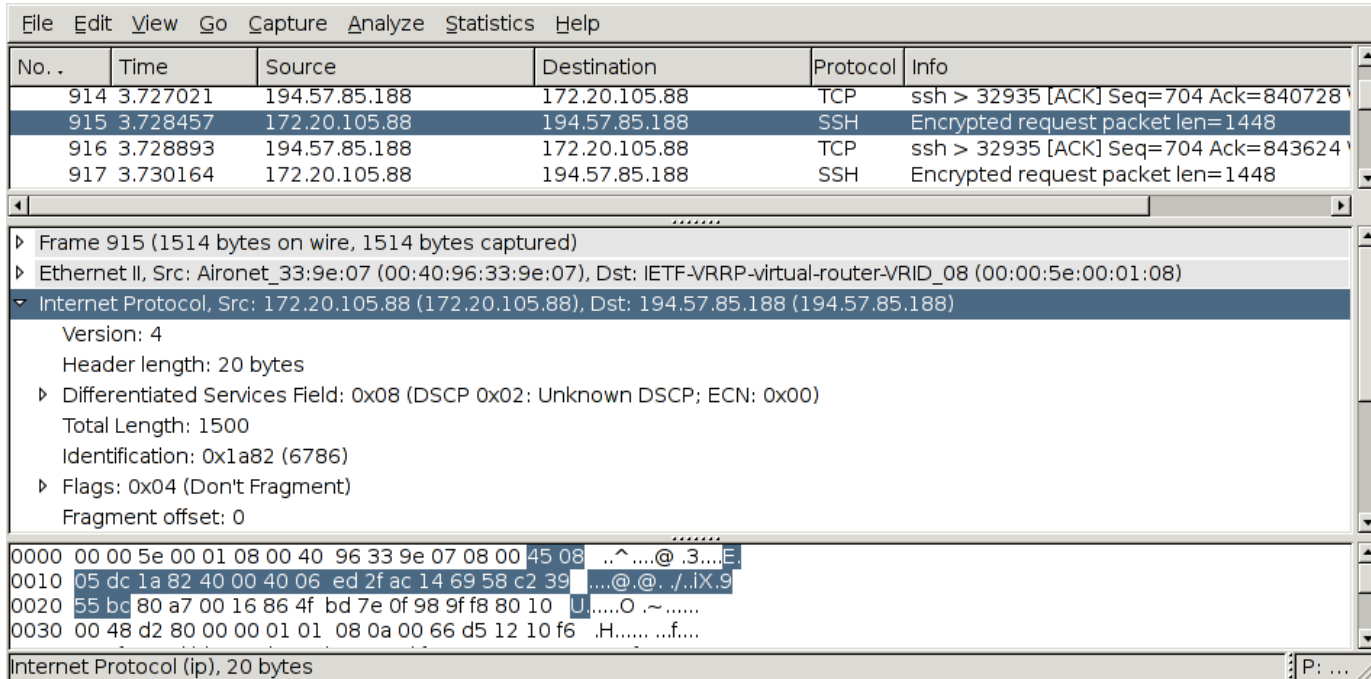 File Edit View Go Capture Analyze Statistics Help
No. . Time Source Destination Protocol Info
914 3.727021 194.57.85.188 172.20.105.88 TCP ssh > 32935 [ACK] Seq=704 Ack=840728
915 3.728457 172.20.105.88 194.57.85.188 SSH Encrypted request packet len=1448
916 3.728893 194.57.85.188 172.20.105.88 TCP ssh > 32935 [ACK] Seq=704 Ack=843624
917 3.730164 172.20.105.88 194.57.85.188 SSH Encrypted request packet len=1448
Frame 915 (1514 bytes on wire, 1514 bytes captured)
Ethernet II, Src: Aironet_33:9e:07 (00:40:96:33:9e:07), Dst: IETF-VRRP-virtual-router-VRID_08 (00:00:5e:00:01:08)
Internet Protocol, Src: 172.20.105.88 (172.20.105.88), Dst: 194.57.85.188 (194.57.85.188)
Version: 4
Header length: 20 bytes
Differentiated Services Field: 0x08 (DSCP 0x02: Unknown DSCP; ECN: 0x00)
Total Length: 1500
Identification: 0x1a82 (6786)
Flags: 0x04 (Don't Fragment)
Fragment offset: 0
0000 00 00 5e 00 01 08 00 40 96 33 9e 07 08 00 45 08 ..^....@ .3....E.
0010 05 dc 1a 82 40 00 40 06 ed 2f ac 14 69 58 c2 39 ....@.@. ./..iX.9
0020 55 bc 80 a7 00 16 86 4f bd 7e 0f 98 9f f8 80 10 U......O .~......
0030 00 48 d2 80 00 00 01 01 08 0a 00 66 d5 12 10 f6 .H...... ...f....
Internet Protocol (ip), 20 bytes P: ...